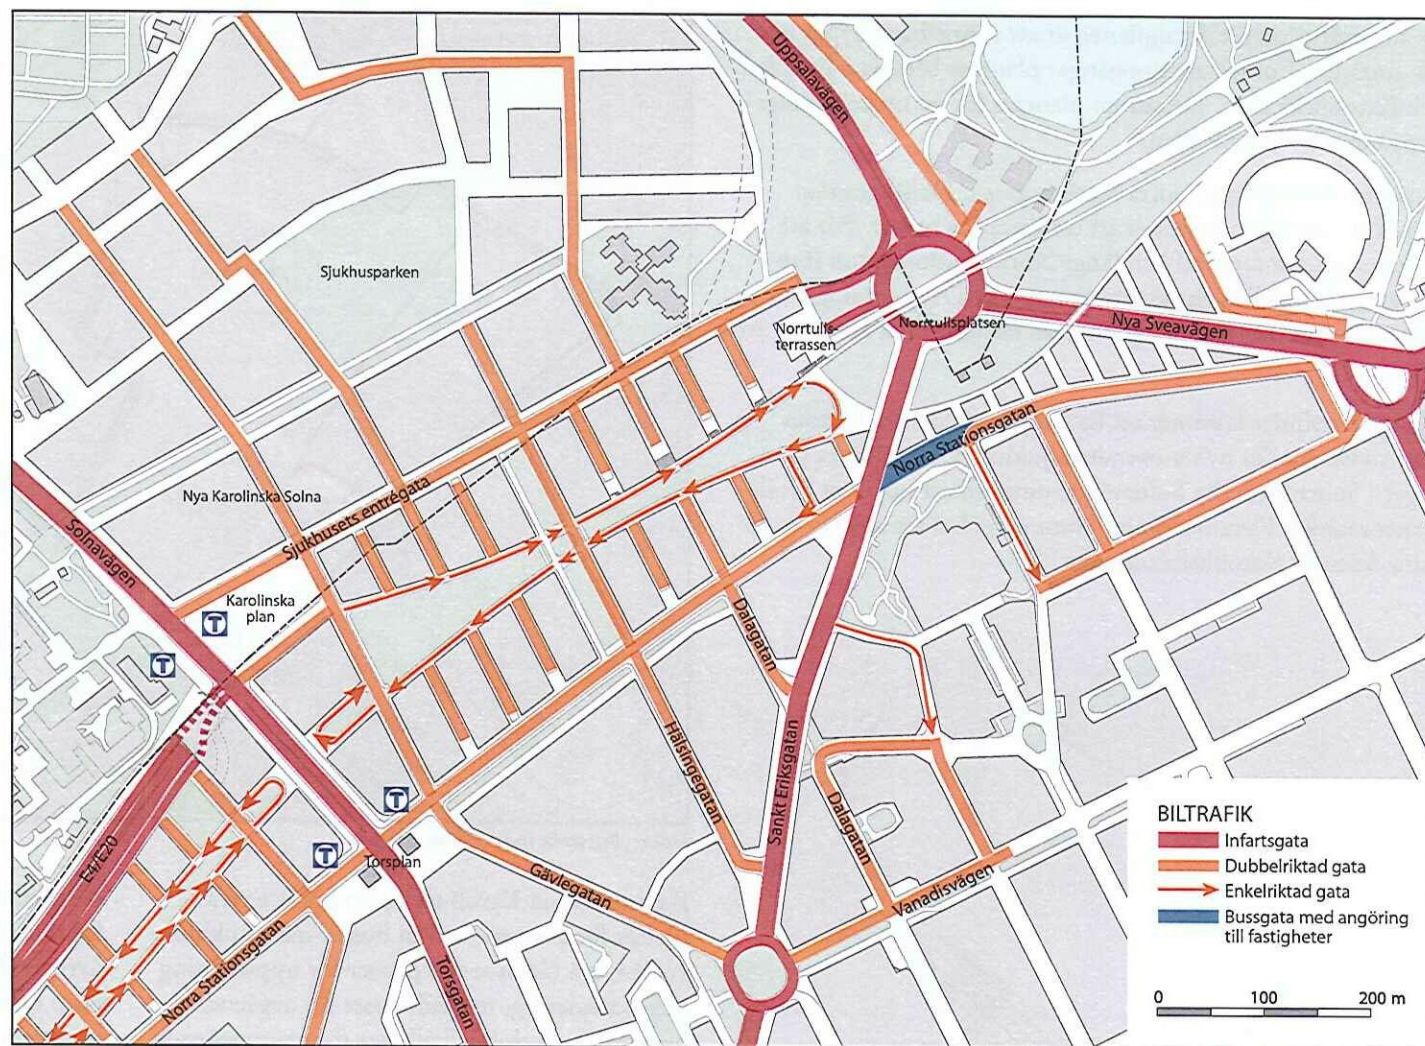 Uppsalavägen
Sjukhusparken
Norrtulls-
terrassen
Norrtullsplatsen
Nya Sveavägen
Norra Stationsgatan
Nya Karolinska Solna
Sjukhusets entrégata
Solnavägen
Karolinska
plan
T
T
Dalagatan
Hälsingegatan
Sankt Eriksgatan
T
T
Torsplan
E4/E20
Gävlegatan
Dalagatan
Vanadisvägen
Norra Stationsgatan
Torsgatan
BILTRAFIK
Infartsgata
Dubbelriktad gata
Enkelriktad gata
Bussgata med angöring
till fastigheter
0 100 200 m